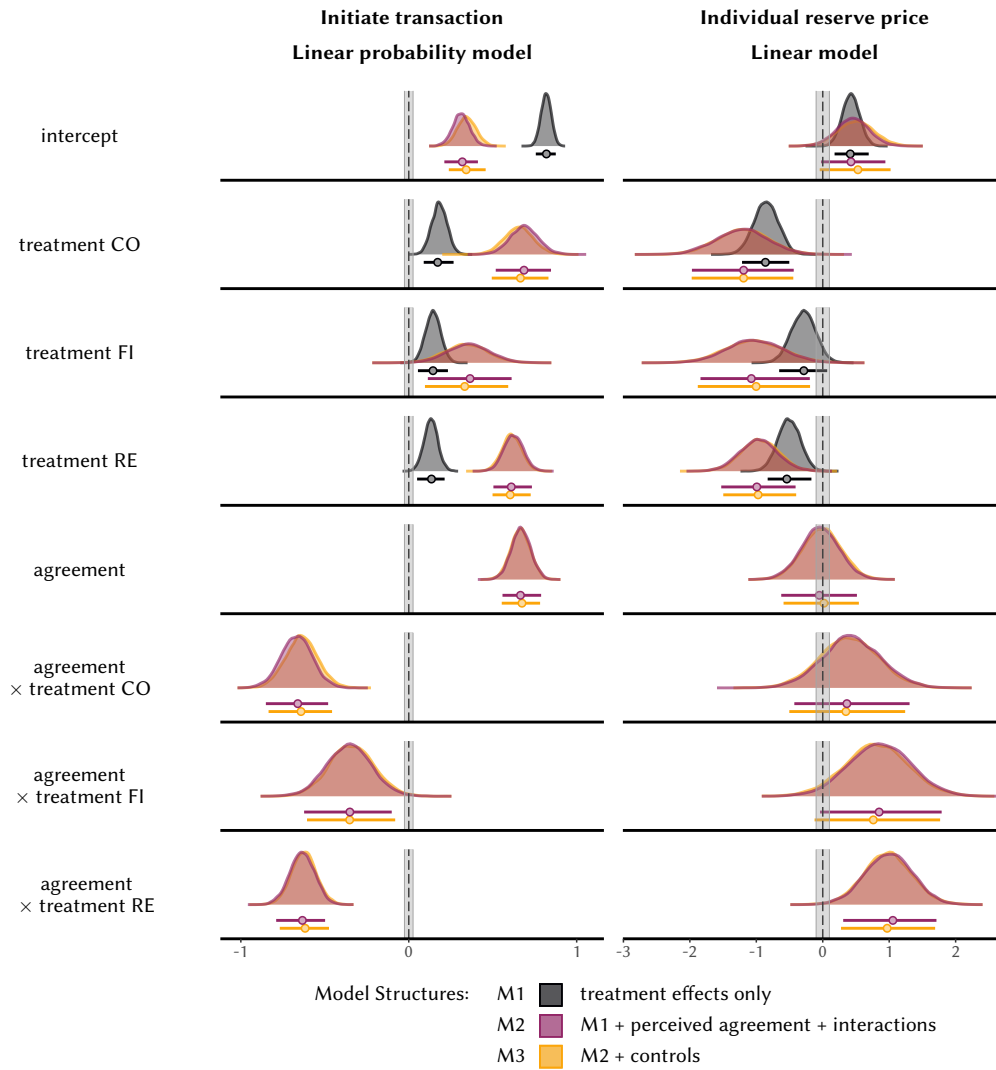 Initiate transaction
Linear probability model
Individual reserve price
Linear model
intercept
treatment CO
treatment FI
treatment RE
agreement
agreement
× treatment CO
agreement
× treatment FI
agreement
× treatment RE
-1 0 1
-3 -2 -1 0 1 2
Model Structures:
M1 treatment effects only
M2 M1 + perceived agreement + interactions
M3 M2 + controls